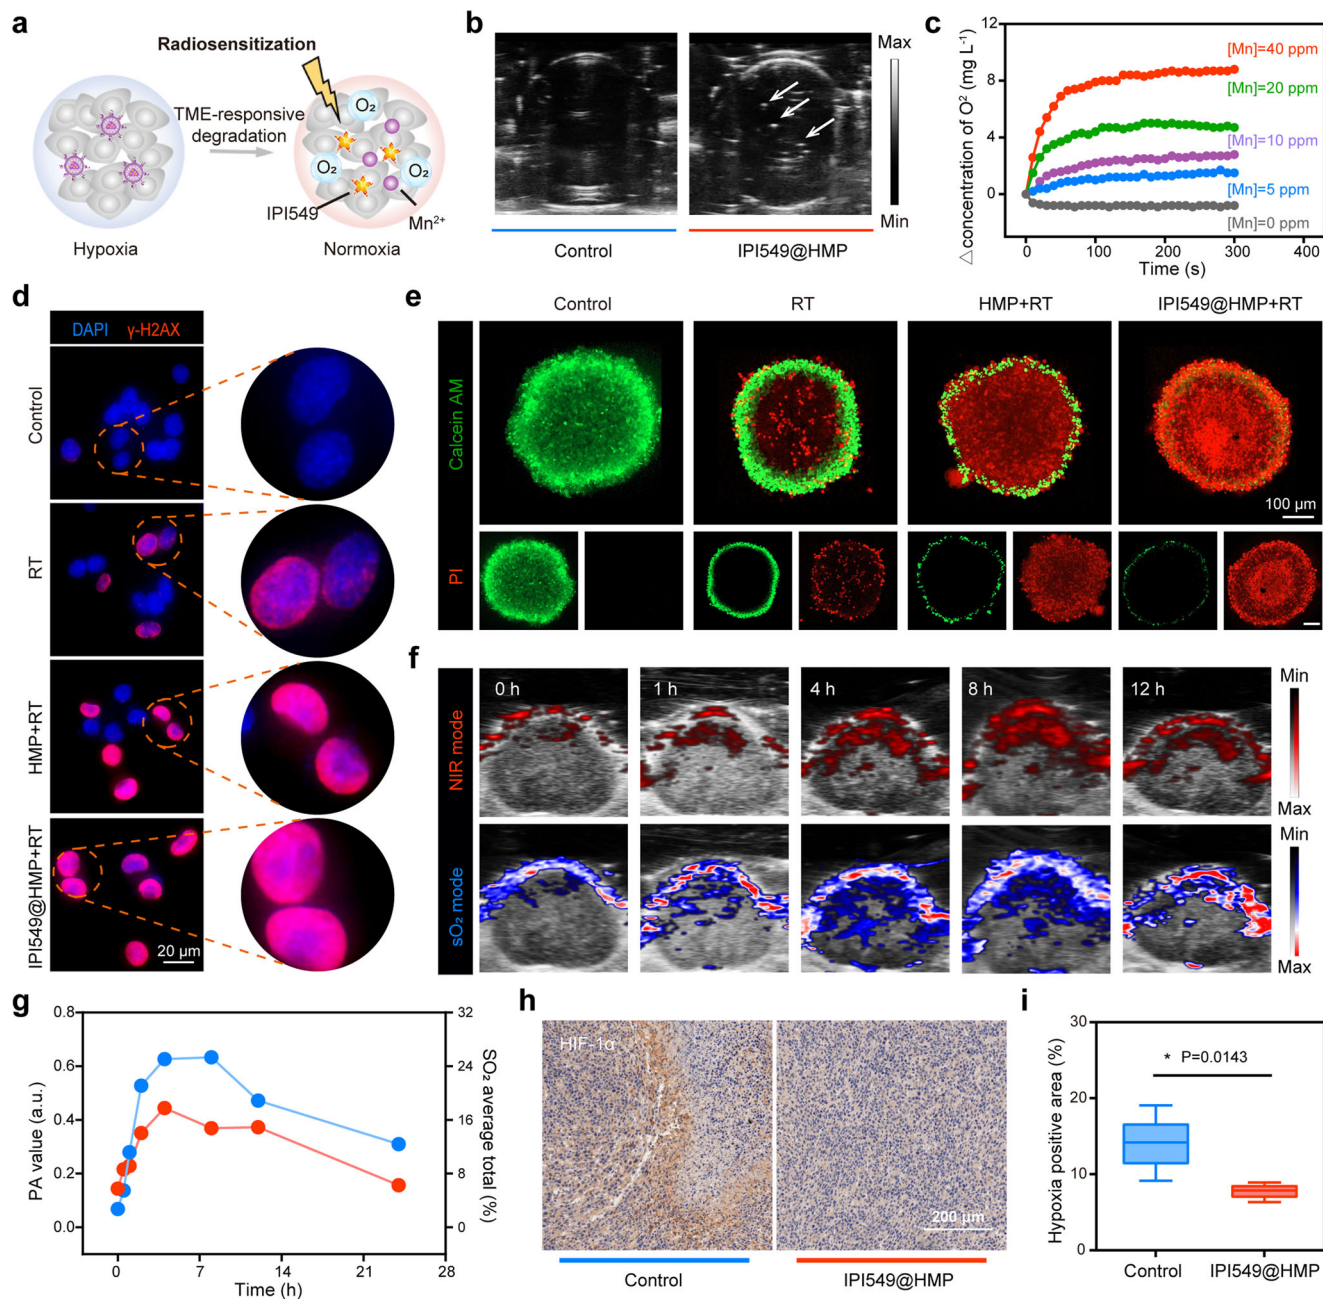 a
Radiosensitization
TME-responsive
degradation
O₂
O₂
O₂
IPI549
Mn²⁺
Hypoxia
Normoxia
b
Max
Min
Control
IPI549@HMP
c
△concentration of O² (mg L⁻¹)
12
8
4
0
[Mn]=40 ppm
[Mn]=20 ppm
[Mn]=10 ppm
[Mn]=5 ppm
[Mn]=0 ppm
0 100 200 300 400
Time (s)
d
DAPI γ-H2AX
Control
RT
HMP+RT
IPI549@HMP+RT
20 μm
e
Control RT HMP+RT IPI549@HMP+RT
Calcein AM
PI
100 μm
f
0 h 1 h 4 h 8 h 12 h
NIR mode
Min
Max
sO₂ mode
Min
Max
g
PA value (a.u.)
0.8
0.6
0.4
0.2
0.0
32
24
16
8
0
SO₂ average total (%)
0 7 14 21 28
Time (h)
h
HIF-1α
200 μm
Control
IPI549@HMP
i
Hypoxia positive area (%)
30
20
10
0
* P=0.0143
Control IPI549@HMP